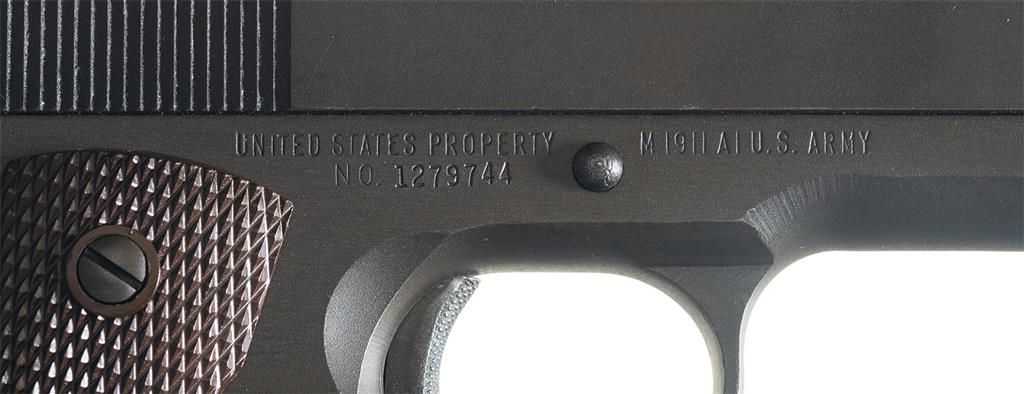 UNITED STATES PROPERTY
NO. 1279744
M 1911 A1 U.S. ARMY